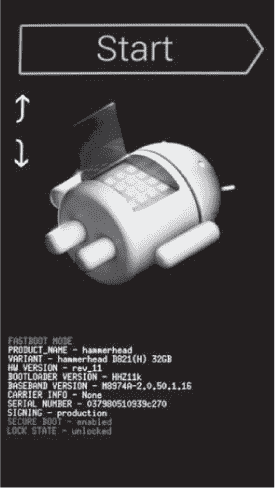 Start
FASTBOOT MODE
PRODUCT_NAME - hammerhead
VARIANT - hammerhead D821(H) 32GB
HW VERSION - rev_11
BOOTLOADER VERSION - HHZ11k
BASEBAND VERSION - M8974A-2.0.50.1.16
CARRIER INFO - None
SERIAL NUMBER - 037980510939c270
SIGNING - production
SECURE BOOT - enabled
LOCK STATE - unlocked